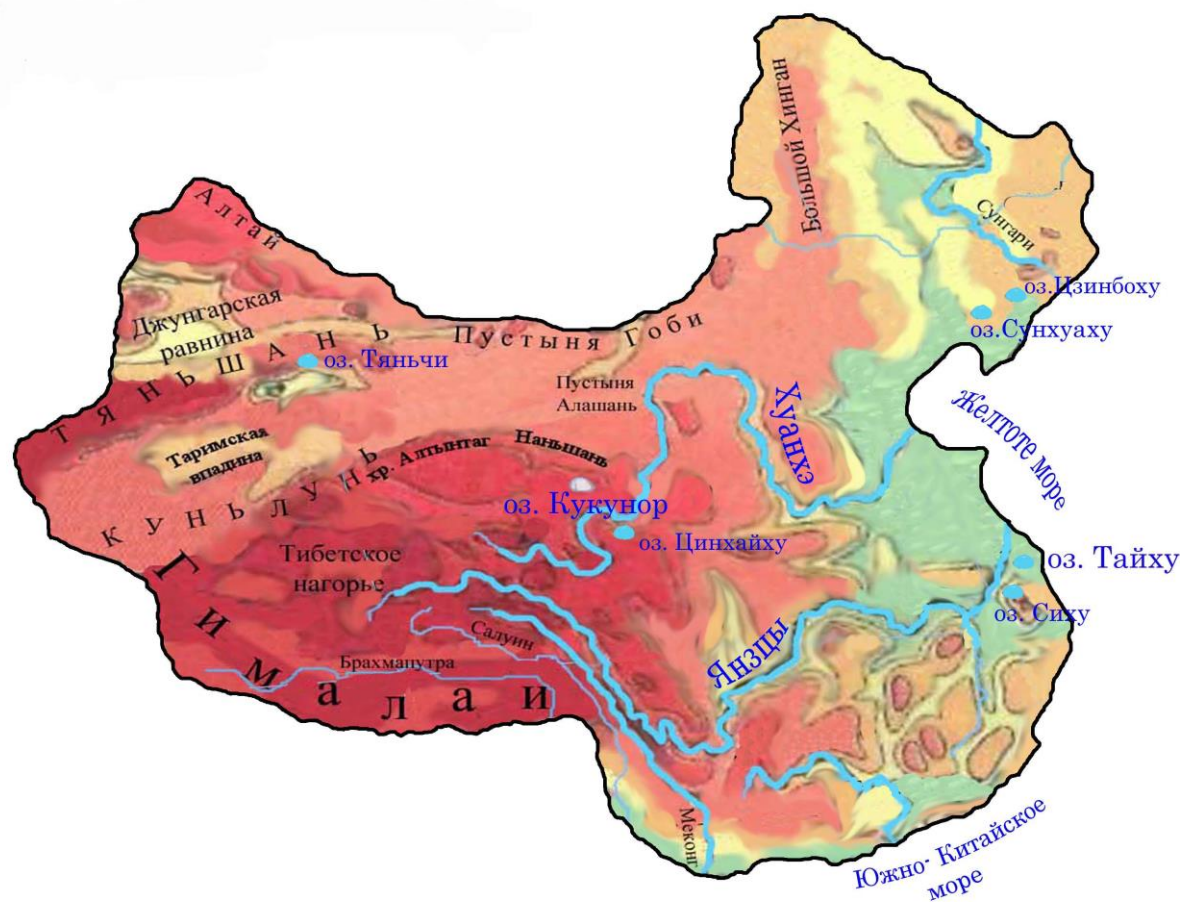 Большой Хинган
Алтай
Сунгари
оз.Цзинбоху
Джунгарская
равнина
оз.Сунхуаху
ТЯНЬШАНЬ
Пустыня Гоби
оз. Тяньчи
Пустыня
Алашань
Хуанхэ
Желтоте море
Таримская
впадина
КУНЬЛУНЬ
хр. Алтынтаг
Наньшань
оз. Кукунор
оз. Цинхайху
Тибетское
нагорье
оз. Тайху
оз. Сиху
Гималаи
Салуин
Янзцы
Брахмапутра
Меконг
Южно- Китайское
море